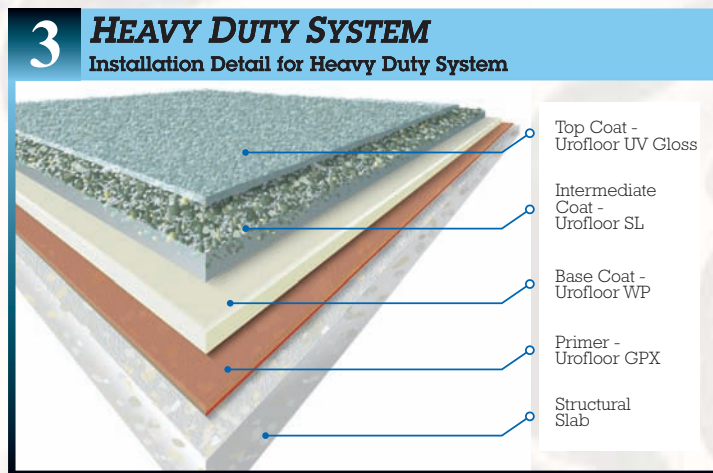 3
HEAVY DUTY SYSTEM
Installation Detail for Heavy Duty System
Top Coat -
Urofloor UV Gloss
Intermediate
Coat -
Urofloor SL
Base Coat -
Urofloor WP
Primer -
Urofloor GPX
Structural
Slab